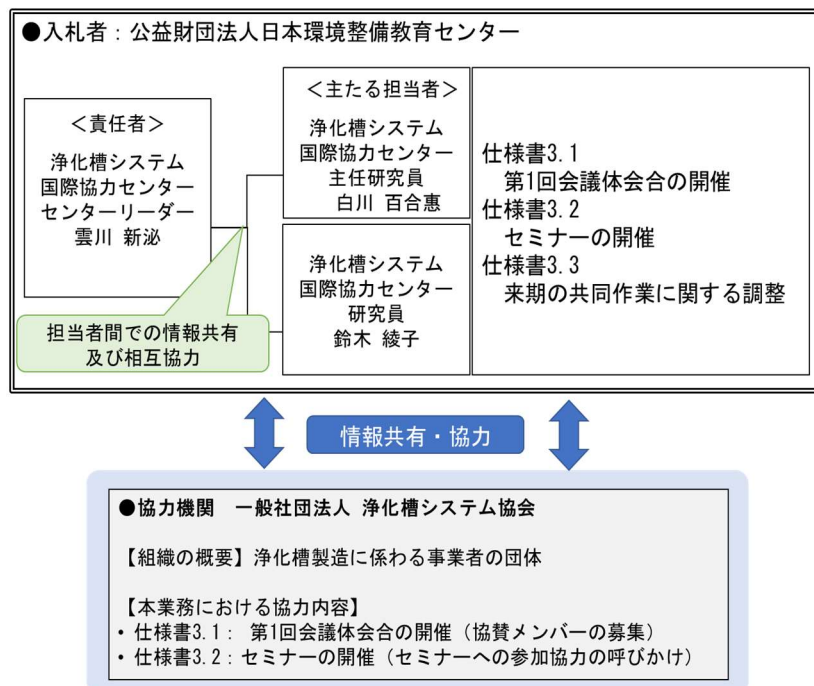 ●入札者：公益財団法人日本環境整備教育センター
＜責任者＞
浄化槽システム
国際協力センター
センターリーダー
雲川 新泌
＜主たる担当者＞
浄化槽システム
国際協力センター
主任研究員
白川 百合惠
浄化槽システム
国際協力センター
研究員
鈴木 綾子
仕様書3.1
第1回会議体会合の開催
仕様書3.2
セミナーの開催
仕様書3.3
来期の共同作業に関する調整
担当者間での情報共有
及び相互協力
情報共有・協力
●協力機関　一般社団法人 浄化槽システム協会
【組織の概要】浄化槽製造に係わる事業者の団体
【本業務における協力内容】
・仕様書3.1： 第1回会議体会合の開催（協賛メンバーの募集）
・仕様書3.2：セミナーの開催（セミナーへの参加協力の呼びかけ）